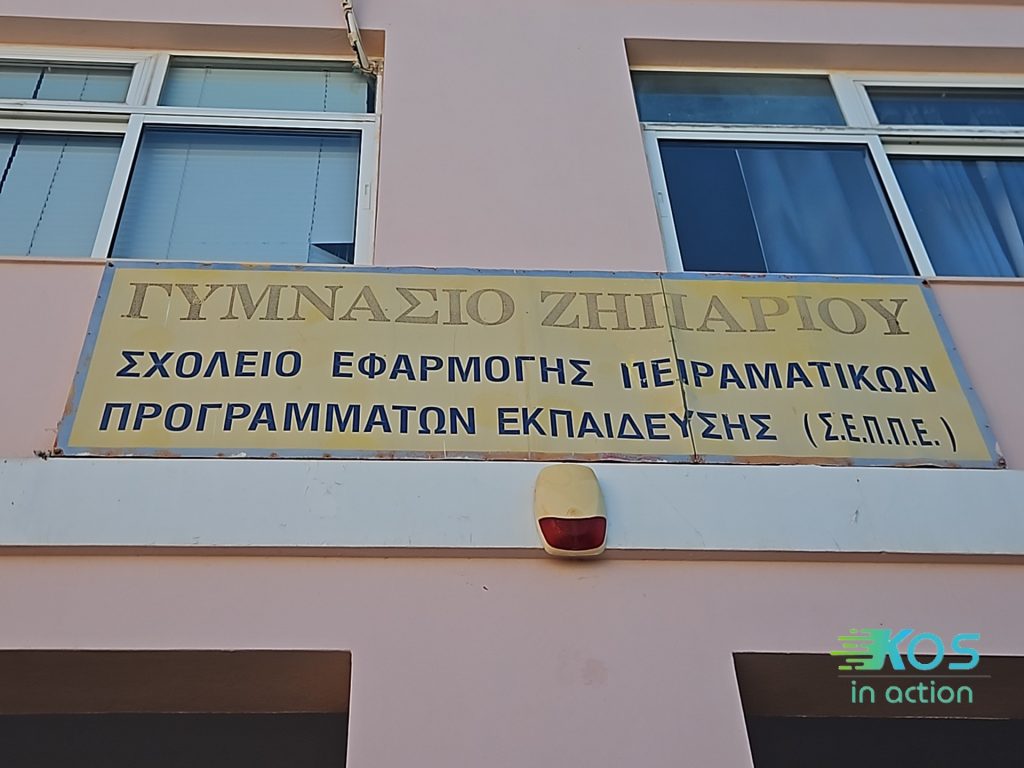 ΓΥΜΝΑΣΙΟ ΖΗΠΑΡΙΟΥ
ΣΧΟΛΕΙΟ ΕΦΑΡΜΟΓΗΣ ΠΕΙΡΑΜΑΤΙΚΩΝ
ΠΡΟΓΡΑΜΜΑΤΩΝ ΕΚΠΑΙΔΕΥΣΗΣ (Σ.Ε.Π.Π.Ε.)
KOS
in action